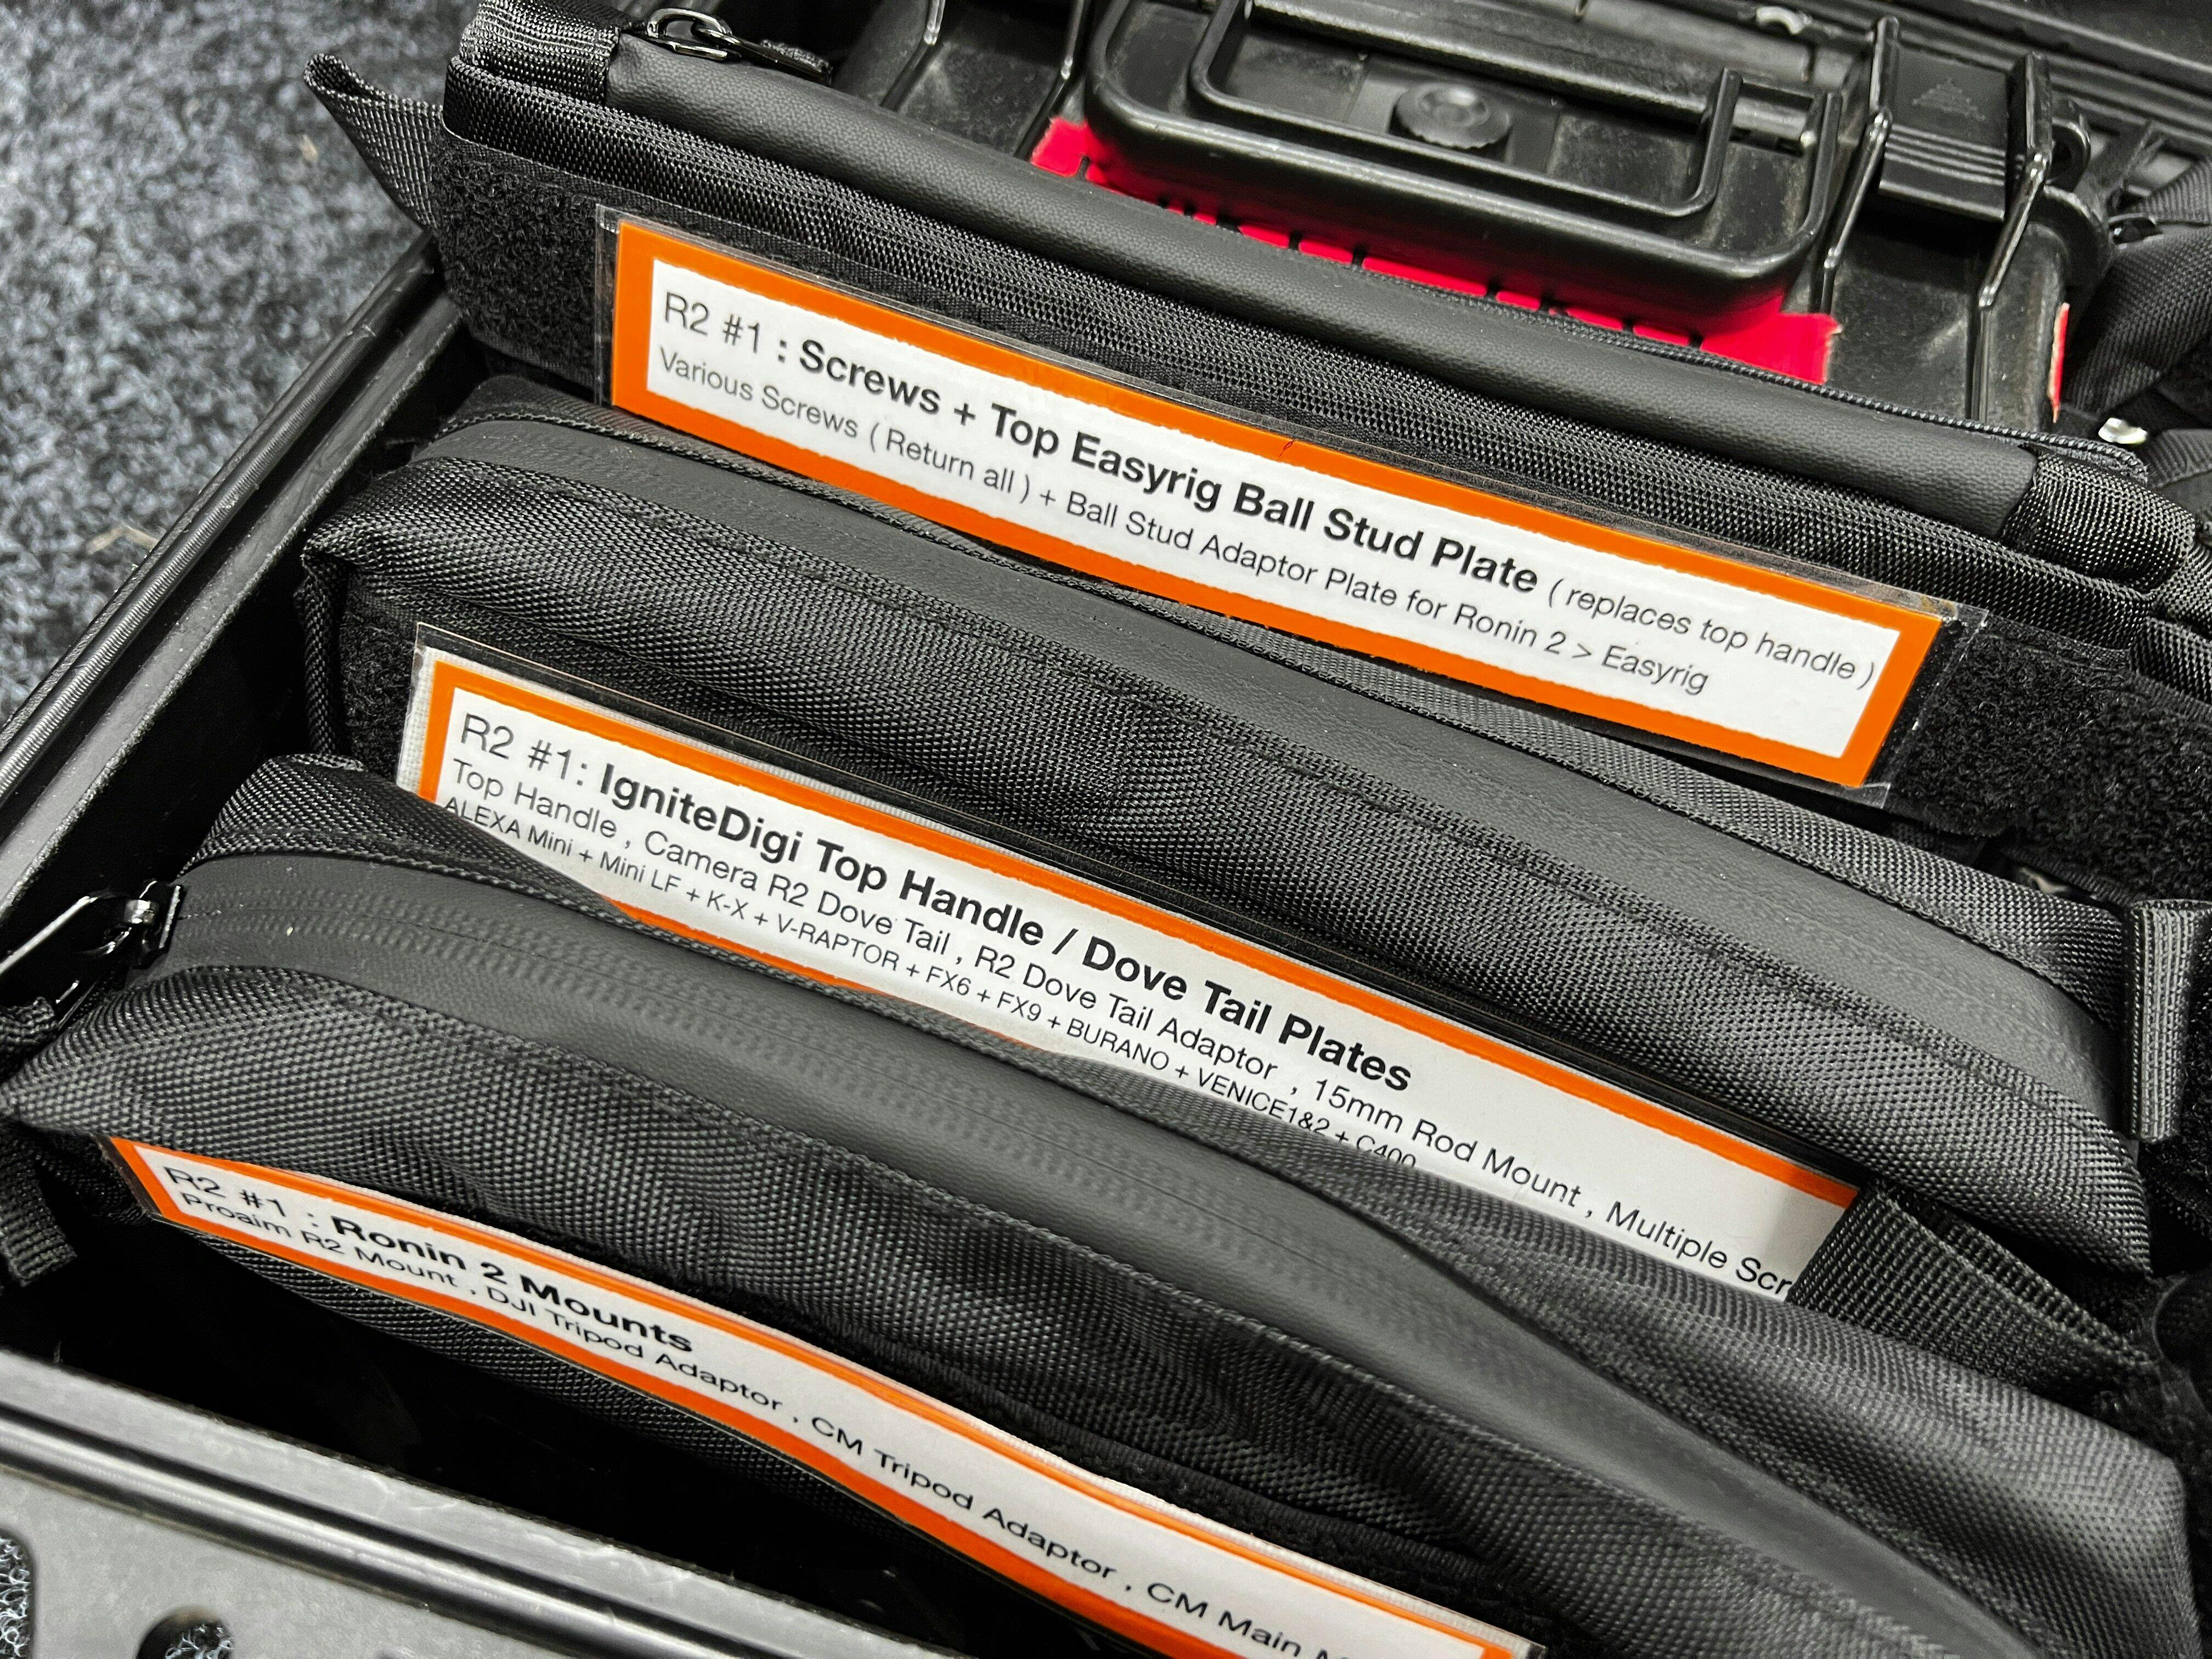 R2 #1 : Screws + Top Easyrig Ball Stud Plate ( replaces top handle )
Various Screws ( Return all ) + Ball Stud Adaptor Plate for Ronin 2 > Easyrig
R2 #1: IgniteDigi Top Handle / Dove Tail Plates
Top Handle , Camera R2 Dove Tail , R2 Dove Tail Adaptor , 15mm Rod Mount , Multiple Scr
ALEXA Mini + Mini LF + K-X + V-RAPTOR + FX6 + FX9 + BURANO + VENICE1&2 + C400
R2 #1 : Ronin 2 Mounts
Proaim R2 Mount , DJI Tripod Adaptor , CM Tripod Adaptor , CM Main